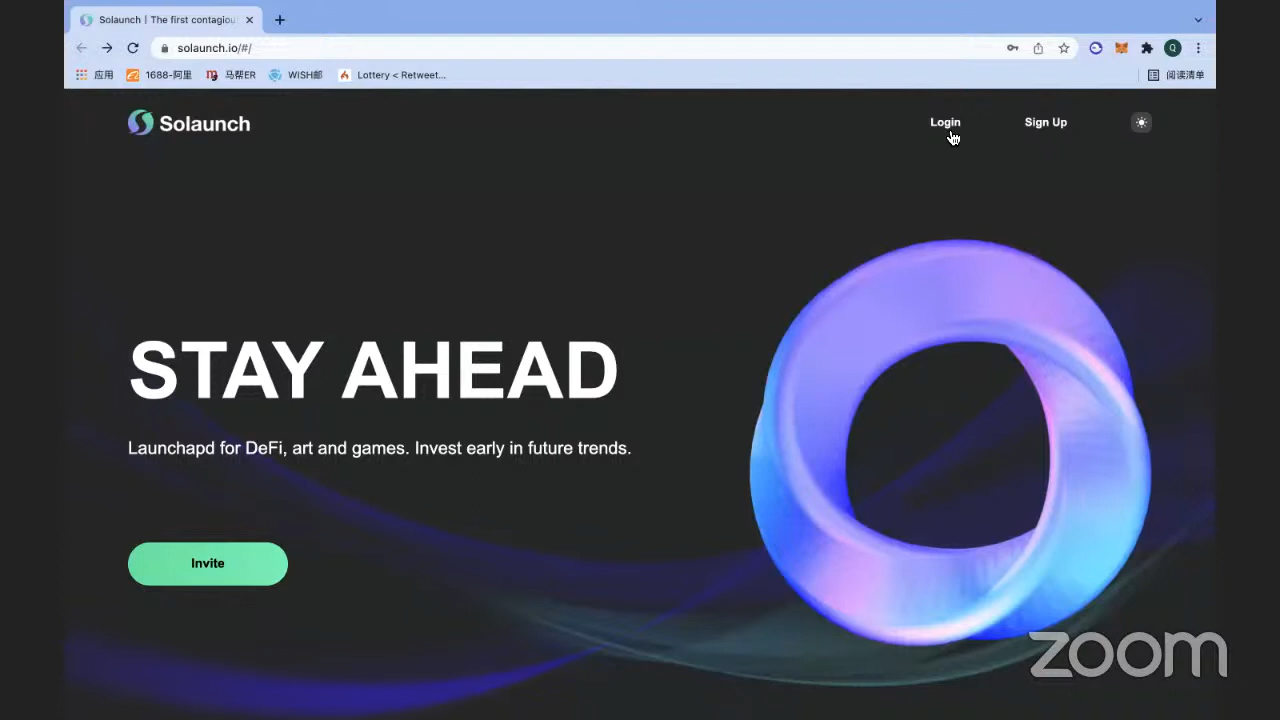 Solaunch | The first contagiou
solaunch.io/#/
Q
应用 1688-阿里 马帮ER WISH邮 Lottery < Retweet... 阅读清单
Solaunch Login Sign Up
STAY AHEAD
Launchapd for DeFi, art and games. Invest early in future trends.
Invite
zoom